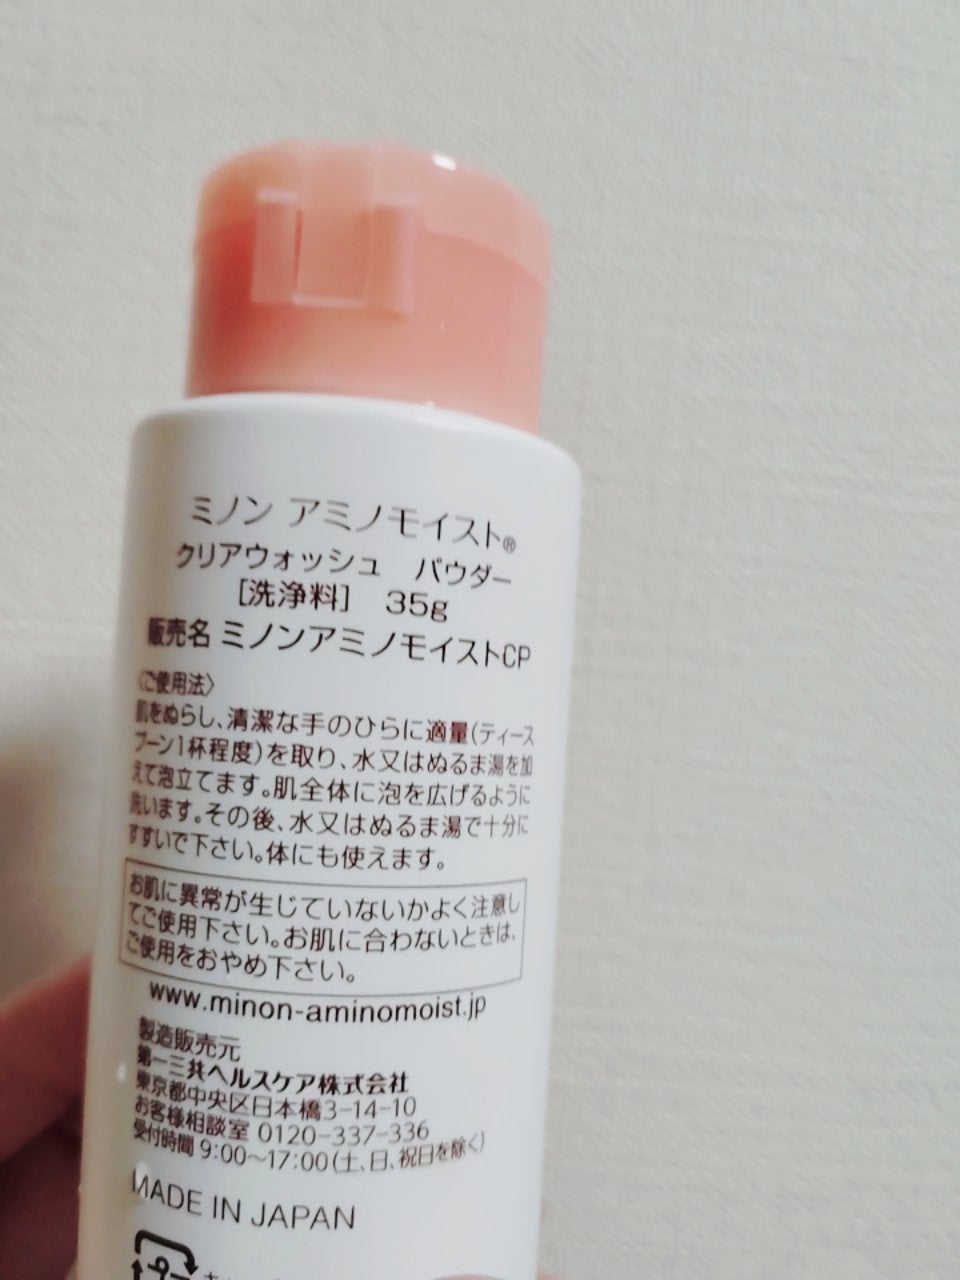 ミノン アミノモイスト®
クリアウォッシュ パウダー
[洗浄料] 35g
販売名 ミノンアミノモイストCP
〈ご使用法〉
肌をぬらし、清潔な手のひらに適量(ティース
プーン1杯程度)を取り、水又はぬるま湯を加
えて泡立てます。肌全体に泡を広げるように
洗います。その後、水又はぬるま湯で十分に
すすいで下さい。体にも使えます。
お肌に異常が生じていないかよく注意し
てご使用下さい。お肌に合わないときは、
ご使用をおやめ下さい。
www.minon-aminomoist.jp
製造販売元
第一三共ヘルスケア株式会社
東京都中央区日本橋3-14-10
お客様相談室 0120-337-336
受付時間 9:00～17:00(土、日、祝日を除く)
MADE IN JAPAN
プ